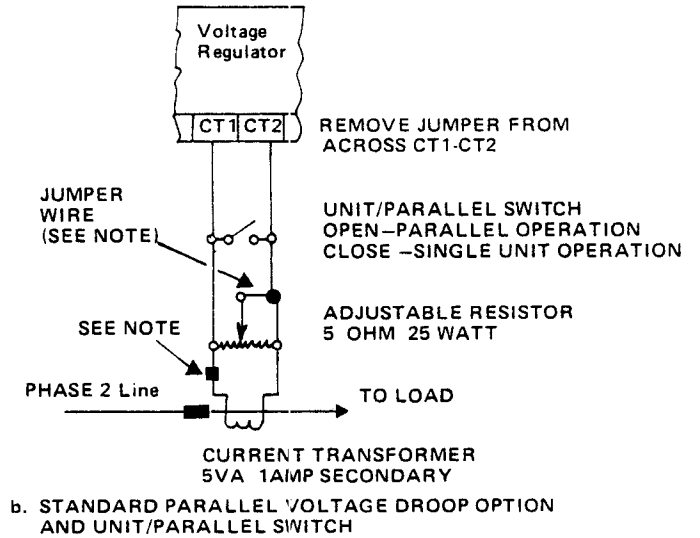 Voltage
Regulator
CT1 CT2
REMOVE JUMPER FROM
ACROSS CT1-CT2
JUMPER
WIRE
(SEE NOTE)
UNIT/PARALLEL SWITCH
OPEN—PARALLEL OPERATION
CLOSE —SINGLE UNIT OPERATION
ADJUSTABLE RESISTOR
5 OHM 25 WATT
SEE NOTE
PHASE 2 Line
TO LOAD
CURRENT TRANSFORMER
5VA 1AMP SECONDARY
b. STANDARD PARALLEL VOLTAGE DROOP OPTION
AND UNIT/PARALLEL SWITCH